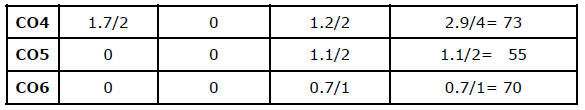 CO4 1.7/2 0 1.2/2 2.9/4= 73
CO5 0 0 1.1/2 1.1/2= 55
CO6 0 0 0.7/1 0.7/1= 70